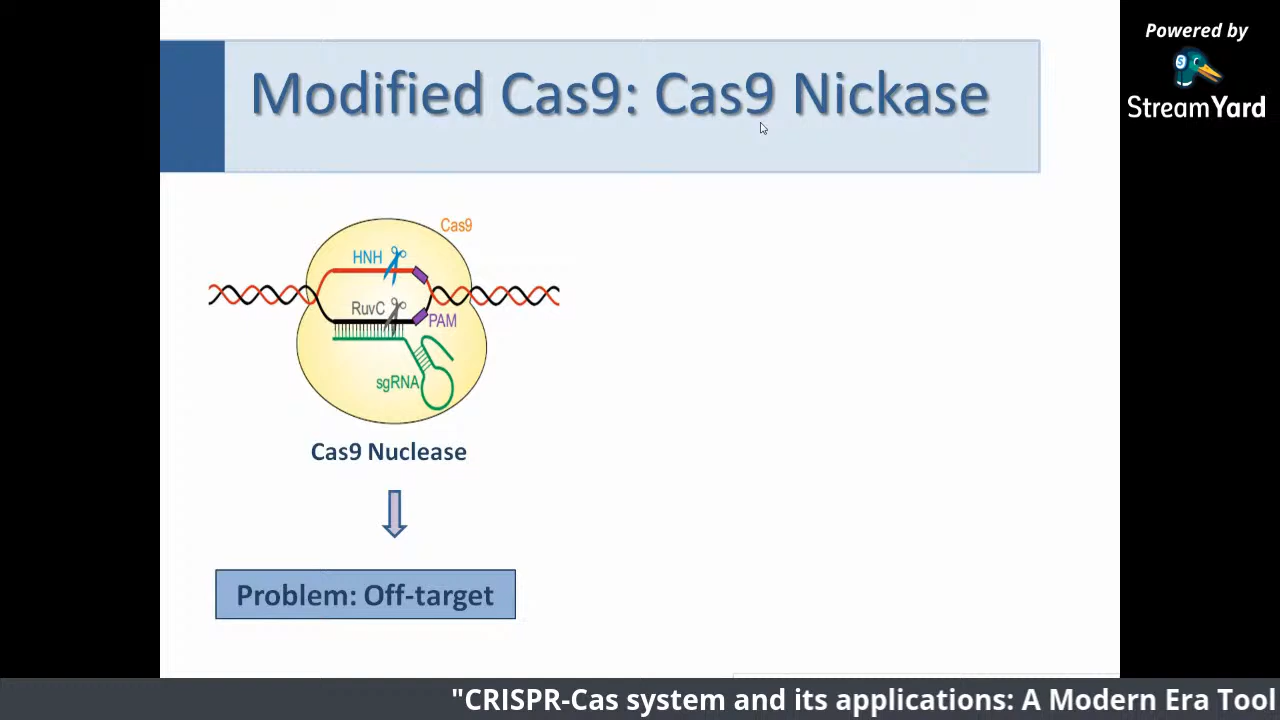 Powered by
StreamYard
Modified Cas9: Cas9 Nickase
Cas9
HNH
RuvC
PAM
sgRNA
Cas9 Nuclease
Problem: Off-target
"CRISPR-Cas system and its applications: A Modern Era Tool